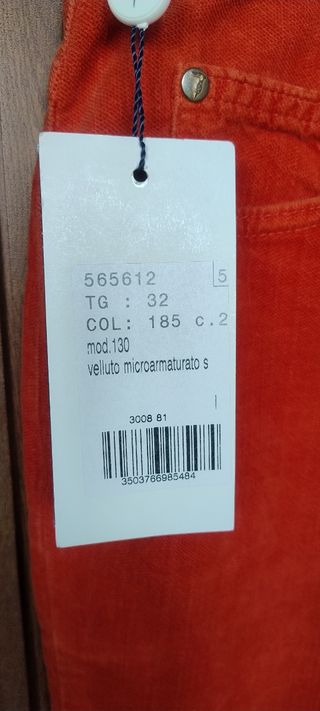 565612 5
TG : 32
COL: 185 c.2
mod.130
velluto microarmaturato s
3008 81
3503766985484